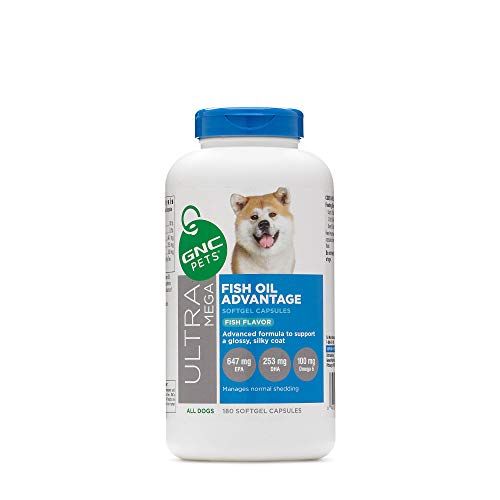 GNC
PETS
ULTRA
MEGA
FISH OIL
ADVANTAGE
SOFTGEL CAPSULES
FISH FLAVOR
Advanced formula to support
a glossy, silky coat
647 mg
EPA
253 mg
DHA
100 mg
Omega 6
Manages normal shedding
ALL DOGS
180 SOFTGEL CAPSULES